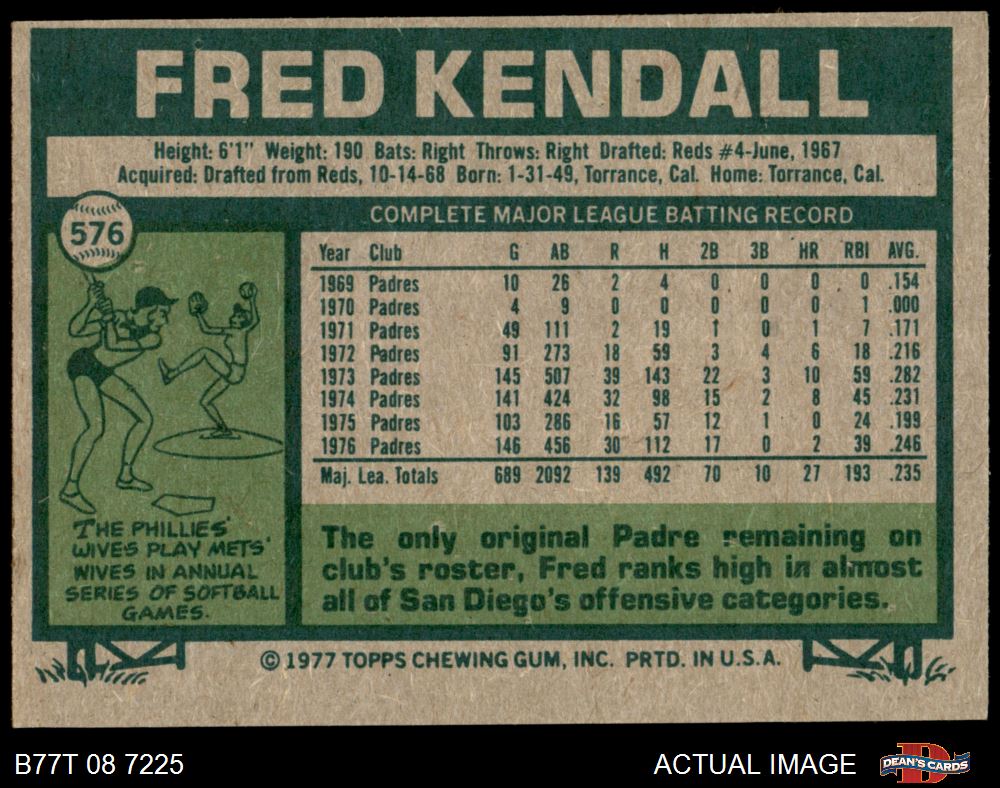 FRED KENDALL
Height: 6'1" Weight: 190 Bats: Right Throws: Right Drafted: Reds #4-June, 1967
Acquired: Drafted from Reds, 10-14-68 Born: 1-31-49, Torrance, Cal. Home: Torrance, Cal.
576
COMPLETE MAJOR LEAGUE BATTING RECORD
Year Club G AB R H 2B 3B HR RBI AVG.
1969 Padres 10 26 2 4 0 0 0 0 .154
1970 Padres 4 9 0 0 0 0 0 1 .000
1971 Padres 49 111 2 19 1 0 1 7 .171
1972 Padres 91 273 18 59 3 4 6 18 .216
1973 Padres 145 507 39 143 22 3 10 59 .282
1974 Padres 141 424 32 98 15 2 8 45 .231
1975 Padres 103 286 16 57 12 1 0 24 .199
1976 Padres 146 456 30 112 17 0 2 39 .246
Maj. Lea. Totals 689 2092 139 492 70 10 27 193 .235
THE PHILLIES'
WIVES PLAY METS'
WIVES IN ANNUAL
SERIES OF SOFTBALL
GAMES.
The only original Padre remaining on
club's roster, Fred ranks high in almost
all of San Diego's offensive categories.
© 1977 TOPPS CHEWING GUM, INC. PRTD. IN U.S.A.
B77T 08 7225
ACTUAL IMAGE
D
DEAN'S CARDS